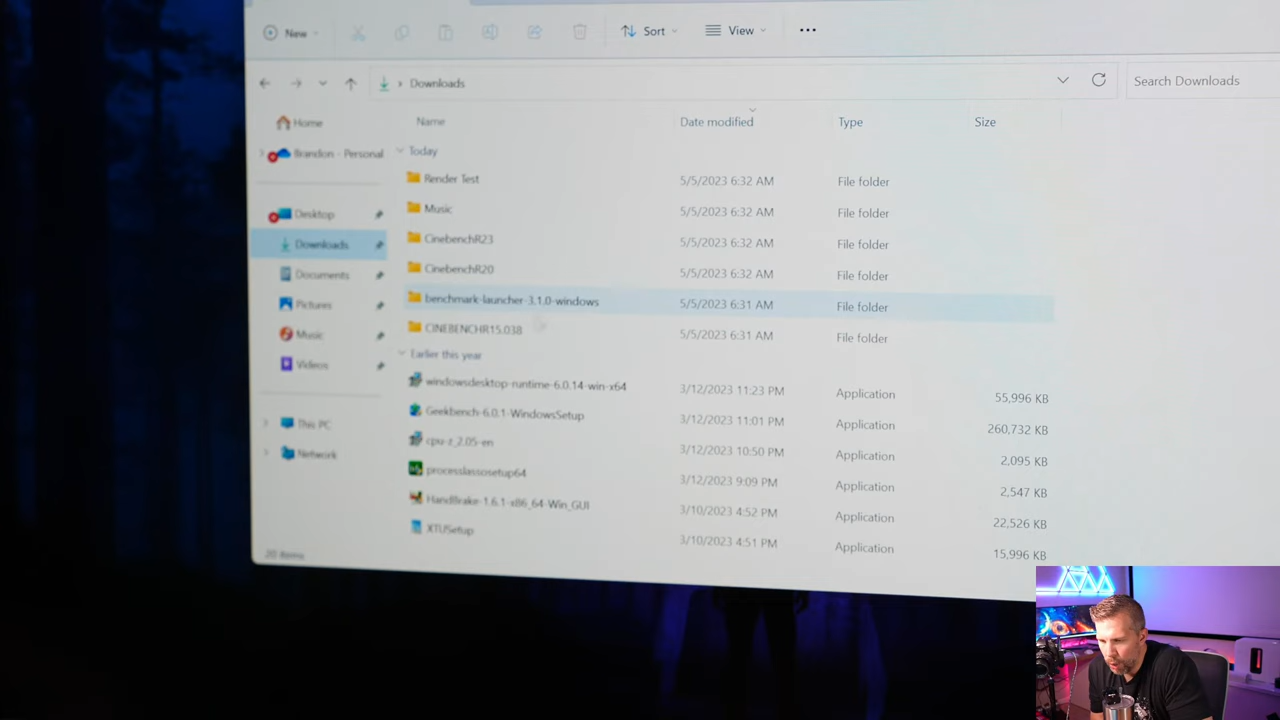 New
Sort
View
Downloads
Search Downloads
Name
Date modified
Type
Size
Home
Brandon - Personal
Desktop
Downloads
Documents
Pictures
Music
Videos
This PC
Network
Today
Render Test 5/5/2023 6:32 AM File folder
Music 5/5/2023 6:32 AM File folder
CinebenchR23 5/5/2023 6:32 AM File folder
CinebenchR20 5/5/2023 6:32 AM File folder
benchmark-launcher-3.1.0-windows 5/5/2023 6:31 AM File folder
CINEBENCHR15.038 5/5/2023 6:31 AM File folder
Earlier this year
windowsdesktop-runtime-6.0.14-win-x64 3/12/2023 11:23 PM Application 55,996 KB
Geekbench-6.0.1-WindowsSetup 3/12/2023 11:01 PM Application 260,732 KB
cpu-z_2.05-en 3/12/2023 10:50 PM Application 2,095 KB
processlassosetup64 3/12/2023 9:09 PM Application 2,547 KB
HandBrake-1.6.1-x86_64-Win_GUI 3/10/2023 4:52 PM Application 22,526 KB
XTUSetup 3/10/2023 4:51 PM Application 15,996 KB
20 items